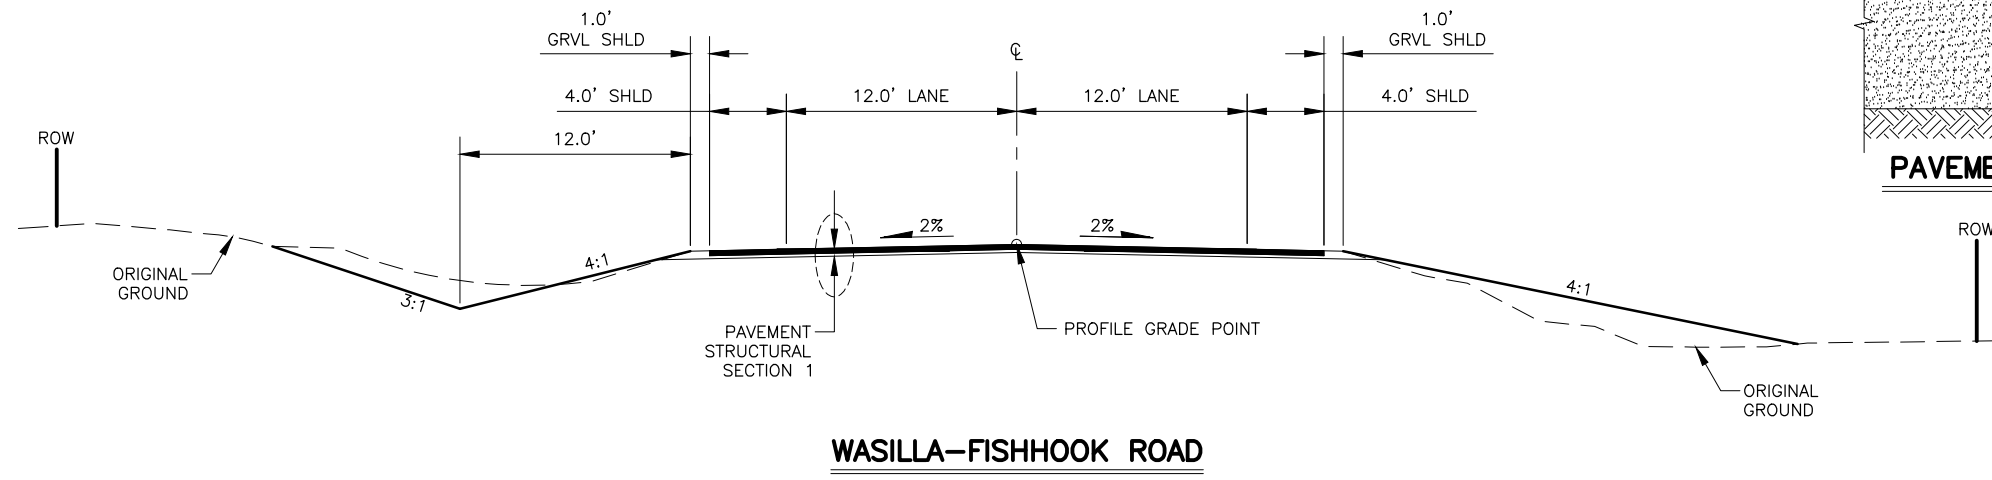 1.0'
GRVL SHLD
1.0'
GRVL SHLD
℄
4.0' SHLD
12.0' LANE
12.0' LANE
4.0' SHLD
ROW
12.0'
PAVEME
2%
2%
ROW
ORIGINAL
GROUND
3:1
4:1
4:1
PAVEMENT
STRUCTURAL
SECTION 1
PROFILE GRADE POINT
ORIGINAL
GROUND
WASILLA-FISHHOOK ROAD